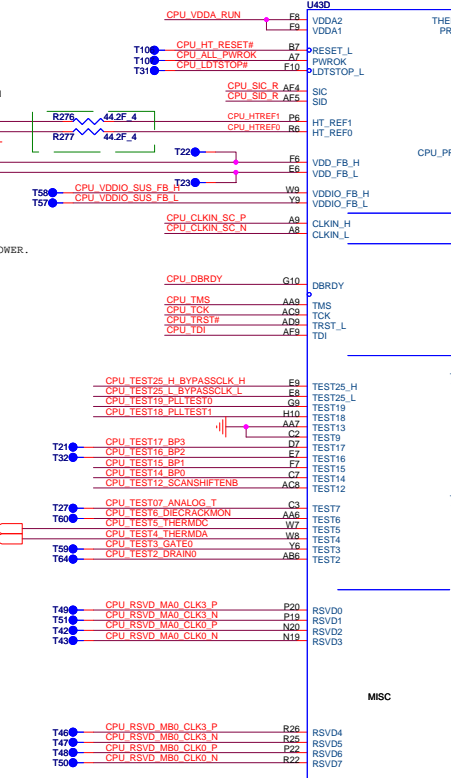 U43D
CPU_VDDA_RUN F8 VDDA2 THE
F9 VDDA1 PR
T10 CPU_HT_RESET# B7 RESET_L
T10 CPU_ALL_PWROK A7 PWROK
T31 CPU_LDTSTOP# F10 LDTSTOP_L
CPU_SIC_R AF4 SIC
CPU_SID_R AF5 SID
R276 44.2F_4 CPU_HTREF1 P6 HT_REF1
R277 44.2F_4 CPU_HTREF0 R6 HT_REF0
T22 CPU_PR
F6 VDD_FB_H
E6 VDD_FB_L
T23
T58 CPU_VDDIO_SUS_FB_H W9 VDDIO_FB_H
T57 CPU_VDDIO_SUS_FB_L Y9 VDDIO_FB_L
CPU_CLKIN_SC_P A9 CLKIN_H
CPU_CLKIN_SC_N A8 CLKIN_L
OWER.
CPU_DBRDY G10 DBRDY
CPU_TMS AA9 TMS
CPU_TCK AC9 TCK
CPU_TRST# AD9 TRST_L
CPU_TDI AF9 TDI
CPU_TEST25_H_BYPASSCLK_H E9 TEST25_H
CPU_TEST25_L_BYPASSCLK_L E8 TEST25_L
CPU_TEST19_PLLTEST0 G9 TEST19
CPU_TEST18_PLLTEST1 H10 TEST18
AA7 TEST13
C2 TEST9
T21 CPU_TEST17_BP3 D7 TEST17
T32 CPU_TEST16_BP2 E7 TEST16
CPU_TEST15_BP1 F7 TEST15
CPU_TEST14_BP0 C7 TEST14
CPU_TEST12_SCANSHIFTENB AC8 TEST12
T27 CPU_TEST07_ANALOG_T C3 TEST7
T60 CPU_TEST6_DIECRACKMON AA6 TEST6
CPU_TEST5_THERMDC W7 TEST5
CPU_TEST4_THERMDA W8 TEST4
T59 CPU_TEST3_GATE0 Y6 TEST3
T64 CPU_TEST2_DRAIN0 AB6 TEST2
T49 CPU_RSVD_MA0_CLK3_P P20 RSVD0
T51 CPU_RSVD_MA0_CLK3_N P19 RSVD1
T42 CPU_RSVD_MA0_CLK0_P N20 RSVD2
T43 CPU_RSVD_MA0_CLK0_N N19 RSVD3
MISC
T46 CPU_RSVD_MB0_CLK3_P R26 RSVD4
T47 CPU_RSVD_MB0_CLK3_N R25 RSVD5
T48 CPU_RSVD_MB0_CLK0_P P22 RSVD6
T50 CPU_RSVD_MB0_CLK0_N R22 RSVD7